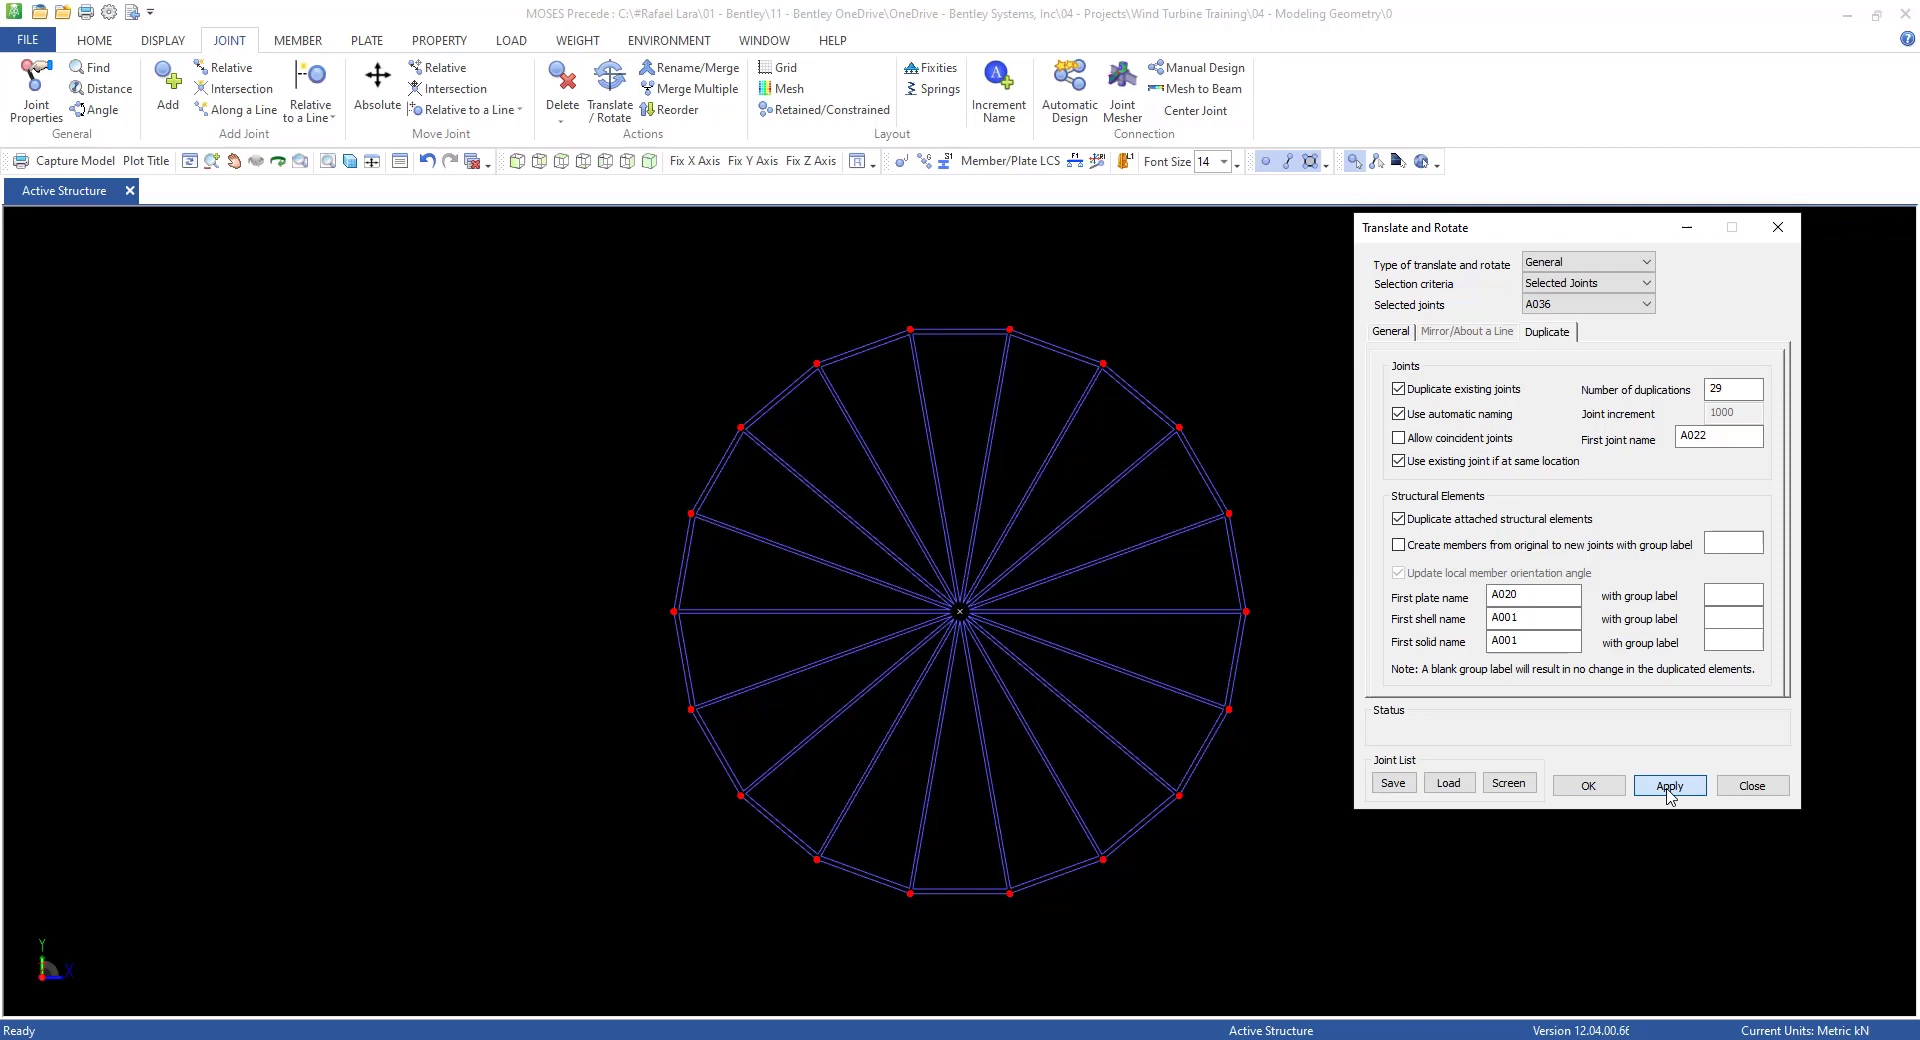 MOSES Precede : C:\#Rafael Lara\01 - Bentley\11 - Bentley OneDrive\OneDrive - Bentley Systems, Inc\04 - Projects\Wind Turbine Training\04 - Modeling Geometry\0
FILE HOME DISPLAY JOINT MEMBER PLATE PROPERTY LOAD WEIGHT ENVIRONMENT WINDOW HELP
Joint Properties
Find
Distance
Angle
General
Add
Relative
Intersection
Along a Line
Relative to a Line
Add Joint
Absolute
Relative
Intersection
Relative to a Line
Move Joint
Delete
Translate / Rotate
Rename/Merge
Merge Multiple
Reorder
Actions
Grid
Mesh
Retained/Constrained
Fixities
Springs
Layout
Increment Name
Automatic Design
Joint Mesher
Manual Design
Mesh to Beam
Center Joint
Connection
Capture Model Plot Title Fix X Axis Fix Y Axis Fix Z Axis Member/Plate LCS Font Size 14
Active Structure
Translate and Rotate
Type of translate and rotate General
Selection criteria Selected Joints
Selected joints A036
General Mirror/About a Line Duplicate
Joints
Duplicate existing joints Number of duplications 29
Use automatic naming Joint increment 1000
Allow coincident joints First joint name A022
Use existing joint if at same location
Structural Elements
Duplicate attached structural elements
Create members from original to new joints with group label
Update local member orientation angle
First plate name A020 with group label
First shell name A001 with group label
First solid name A001 with group label
Note: A blank group label will result in no change in the duplicated elements.
Status
Joint List
Save Load Screen OK Apply Close
Y
X
Ready Active Structure Version 12.04.00.66 Current Units: Metric kN